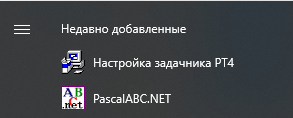 Недавно добавленные
Настройка задачника PT4
PascalABC.NET